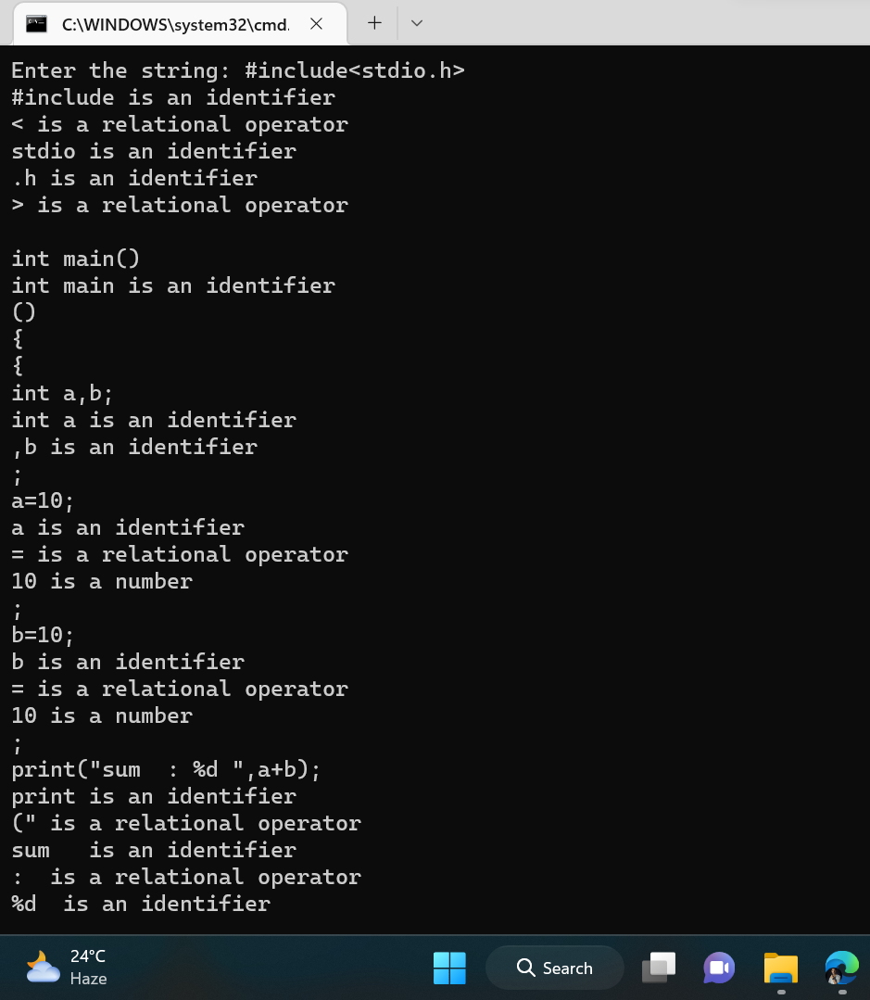 C:\WINDOWS\system32\cmd.
Enter the string: #include<stdio.h>
#include is an identifier
< is a relational operator
stdio is an identifier
.h is an identifier
> is a relational operator
int main()
int main is an identifier
()
{
{
int a,b;
int a is an identifier
,b is an identifier
;
a=10;
a is an identifier
= is a relational operator
10 is a number
;
b=10;
b is an identifier
= is a relational operator
10 is a number
;
print("sum  : %d ",a+b);
print is an identifier
(" is a relational operator
sum   is an identifier
:  is a relational operator
%d  is an identifier
24°C
Haze
Search